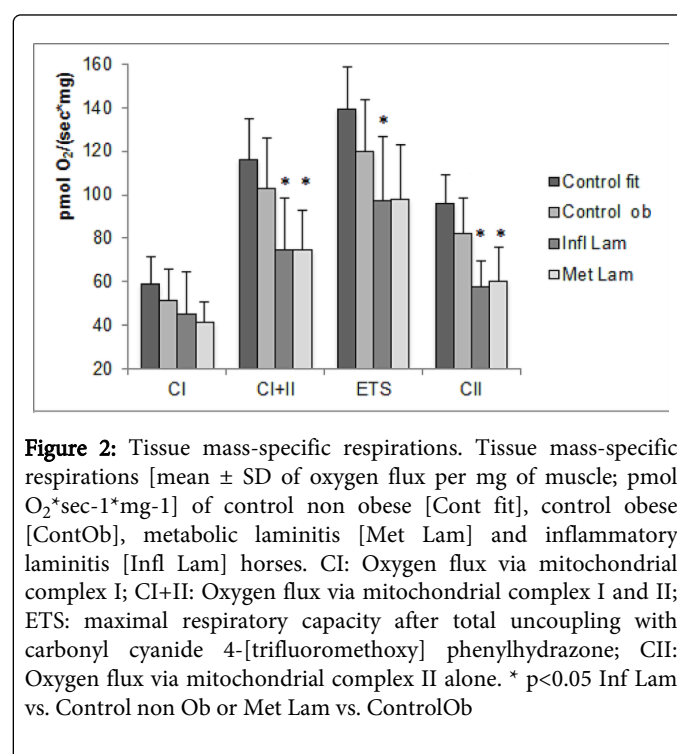 160
140
120
100
80
60
40
20
pmol O₂/(sec*mg)
*
* *
* *
CI
CI+II
ETS
CII
Control fit
Control ob
Infl Lam
Met Lam
Figure 2: Tissue mass-specific respirations. Tissue mass-specific
respirations [mean ± SD of oxygen flux per mg of muscle; pmol
O₂*sec-1*mg-1] of control non obese [Cont fit], control obese
[ContOb], metabolic laminitis [Met Lam] and inflammatory
laminitis [Infl Lam] horses. CI: Oxygen flux via mitochondrial
complex I; CI+II: Oxygen flux via mitochondrial complex I and II;
ETS: maximal respiratory capacity after total uncoupling with
carbonyl cyanide 4-[trifluoromethoxy] phenylhydrazone; CII:
Oxygen flux via mitochondrial complex II alone. * p<0.05 Inf Lam
vs. Control non Ob or Met Lam vs. ControlOb